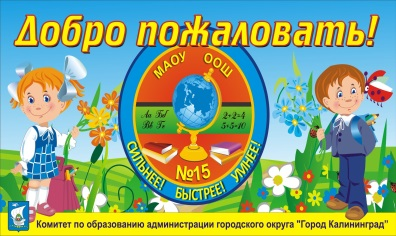 Добро пожаловать!
МАОУ ООШ
Аа Бб
Вв Гг
2+2=4
5+5=10
№15
СИЛЬНЕЕ! БЫСТРЕЕ! УМНЕЕ!
Комитет по образованию администрации городского округа "Город Калининград"